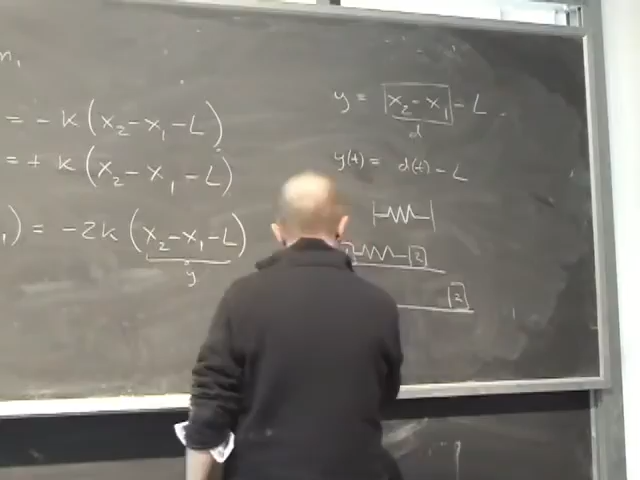 m,
= - k(x₂-x₁-L)
= + k(x₂-x₁-L)
) = -2k(x₂-x₁-L)
y
y = x₂-x₁ - L
d
y(t) = d(t) - L
2
2